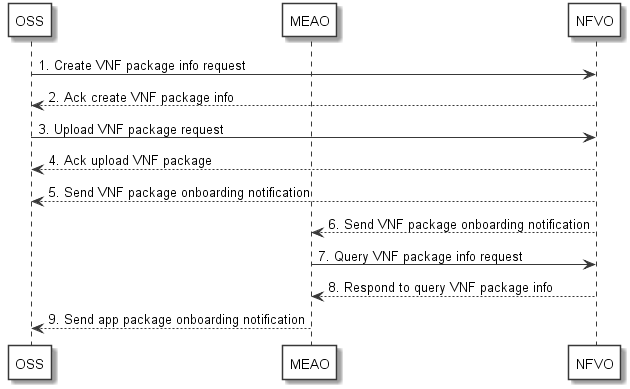 OSS
MEAO
NFVO
1. Create VNF package info request
2. Ack create VNF package info
3. Upload VNF package request
4. Ack upload VNF package
5. Send VNF package onboarding notification
6. Send VNF package onboarding notification
7. Query VNF package info request
8. Respond to query VNF package info
9. Send app package onboarding notification
OSS
MEAO
NFVO